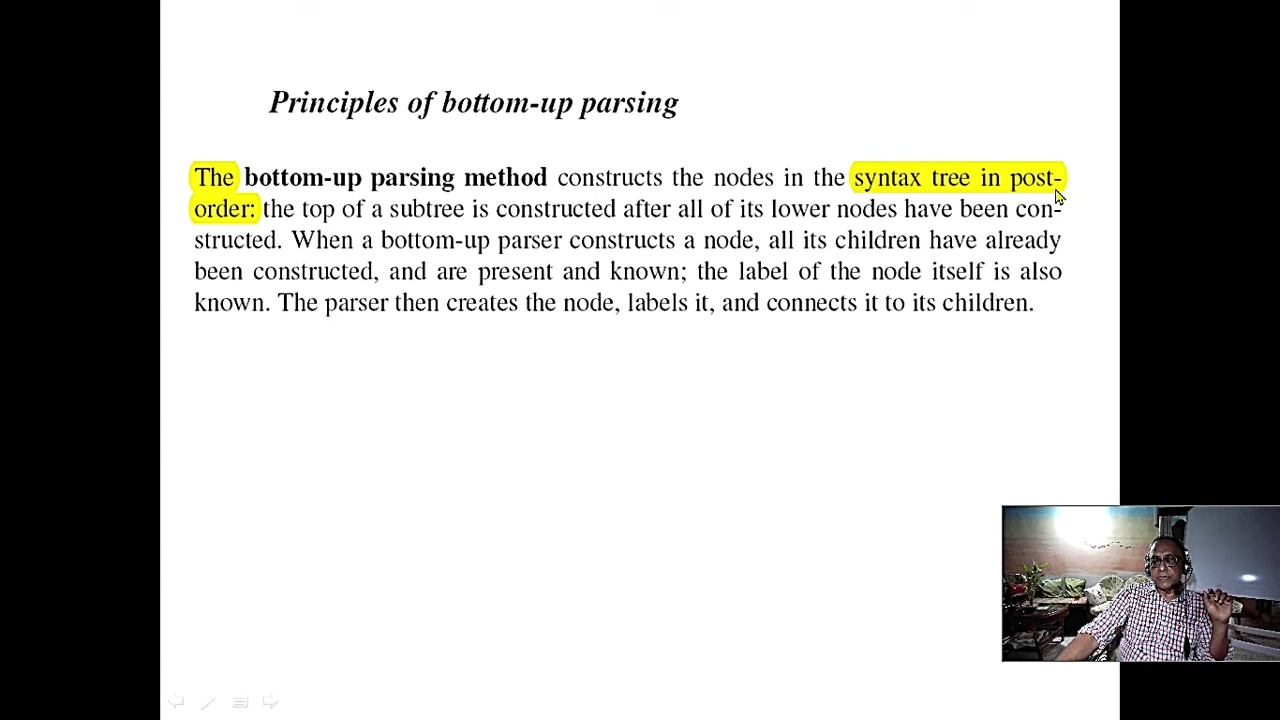 Principles of bottom-up parsing
The bottom-up parsing method constructs the nodes in the syntax tree in post-
order: the top of a subtree is constructed after all of its lower nodes have been con-
structed. When a bottom-up parser constructs a node, all its children have already
been constructed, and are present and known; the label of the node itself is also
known. The parser then creates the node, labels it, and connects it to its children.